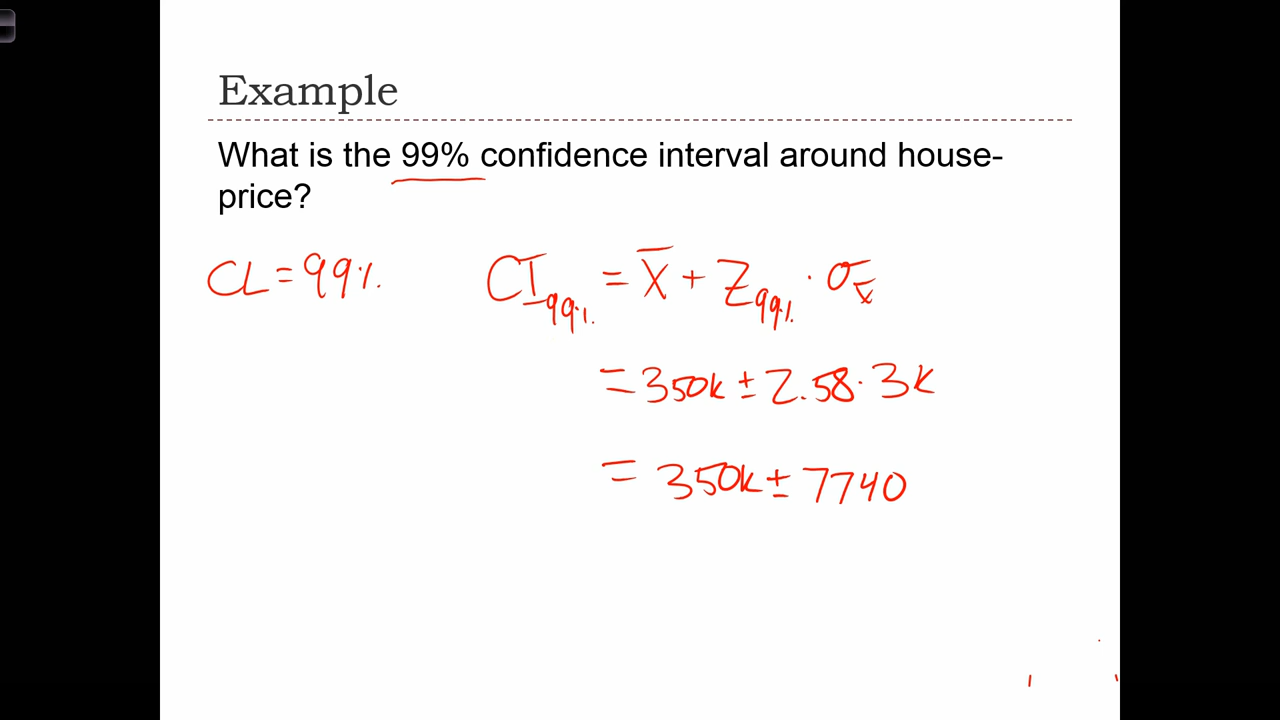 Example
What is the 99% confidence interval around house-
price?
CL = 99%  CI99% = X̄ + Z99% · σx̄
= 350k ± 2.58 · 3k
= 350k ± 7740